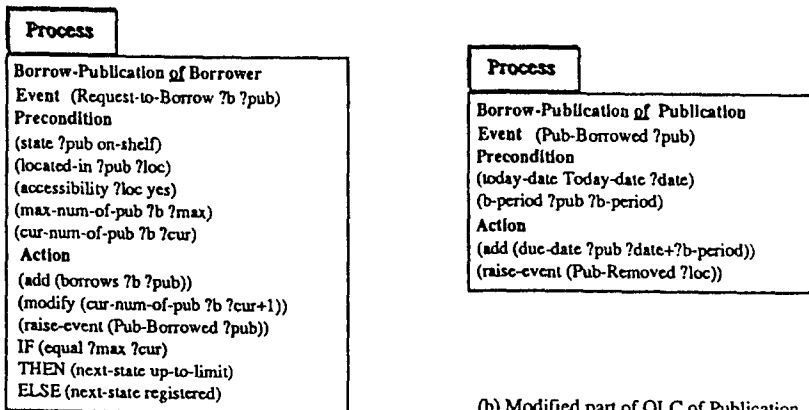 Process
Borrow-Publication of Borrower
Event (Request-to-Borrow ?b ?pub)
Precondition
(state ?pub on-shelf)
(located-in ?pub ?loc)
(accessibility ?loc yes)
(max-num-of-pub ?b ?max)
(cur-num-of-pub ?b ?cur)
Action
(add (borrows ?b ?pub))
(modify (cur-num-of-pub ?b ?cur+1))
(raise-event (Pub-Borrowed ?pub))
IF (equal ?max ?cur)
THEN (next-state up-to-limit)
ELSE (next-state registered)
Process
Borrow-Publication of Publication
Event (Pub-Borrowed ?pub)
Precondition
(today-date Today-date ?date)
(b-period ?pub ?b-period)
Action
(add (due-date ?pub ?date+?b-period))
(raise-event (Pub-Removed ?loc))
(b) Modified part of OLC of Publication